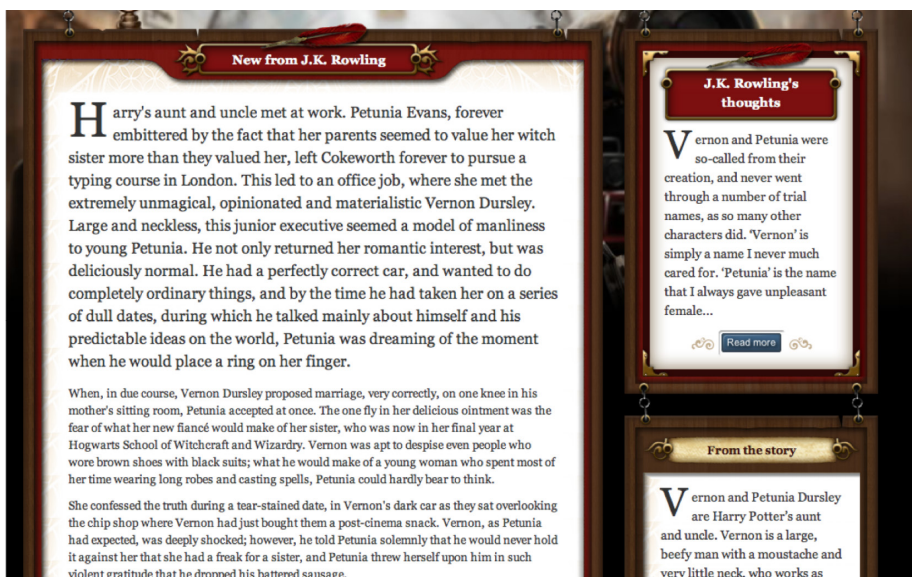 New from J.K. Rowling
Harry's aunt and uncle met at work. Petunia Evans, forever
embittered by the fact that her parents seemed to value her witch
sister more than they valued her, left Cokeworth forever to pursue a
typing course in London. This led to an office job, where she met the
extremely unmagical, opinionated and materialistic Vernon Dursley.
Large and neckless, this junior executive seemed a model of manliness
to young Petunia. He not only returned her romantic interest, but was
deliciously normal. He had a perfectly correct car, and wanted to do
completely ordinary things, and by the time he had taken her on a series
of dull dates, during which he talked mainly about himself and his
predictable ideas on the world, Petunia was dreaming of the moment
when he would place a ring on her finger.
When, in due course, Vernon Dursley proposed marriage, very correctly, on one knee in his
mother's sitting room, Petunia accepted at once. The one fly in her delicious ointment was the
fear of what her new fiancé would make of her sister, who was now in her final year at
Hogwarts School of Witchcraft and Wizardry. Vernon was apt to despise even people who
wore brown shoes with black suits; what he would make of a young woman who spent most of
her time wearing long robes and casting spells, Petunia could hardly bear to think.
She confessed the truth during a tear-stained date, in Vernon's dark car as they sat overlooking
the chip shop where Vernon had just bought them a post-cinema snack. Vernon, as Petunia
had expected, was deeply shocked; however, he told Petunia solemnly that he would never hold
it against her that she had a freak for a sister, and Petunia threw herself upon him in such
violent gratitude that he dropped his battered sausage.
J.K. Rowling's
thoughts
Vernon and Petunia were
so-called from their
creation, and never went
through a number of trial
names, as so many other
characters did. 'Vernon' is
simply a name I never much
cared for. 'Petunia' is the name
that I always gave unpleasant
female...
Read more
From the story
Vernon and Petunia Dursley
are Harry Potter's aunt
and uncle. Vernon is a large,
beefy man with a moustache and
very little neck, who works as